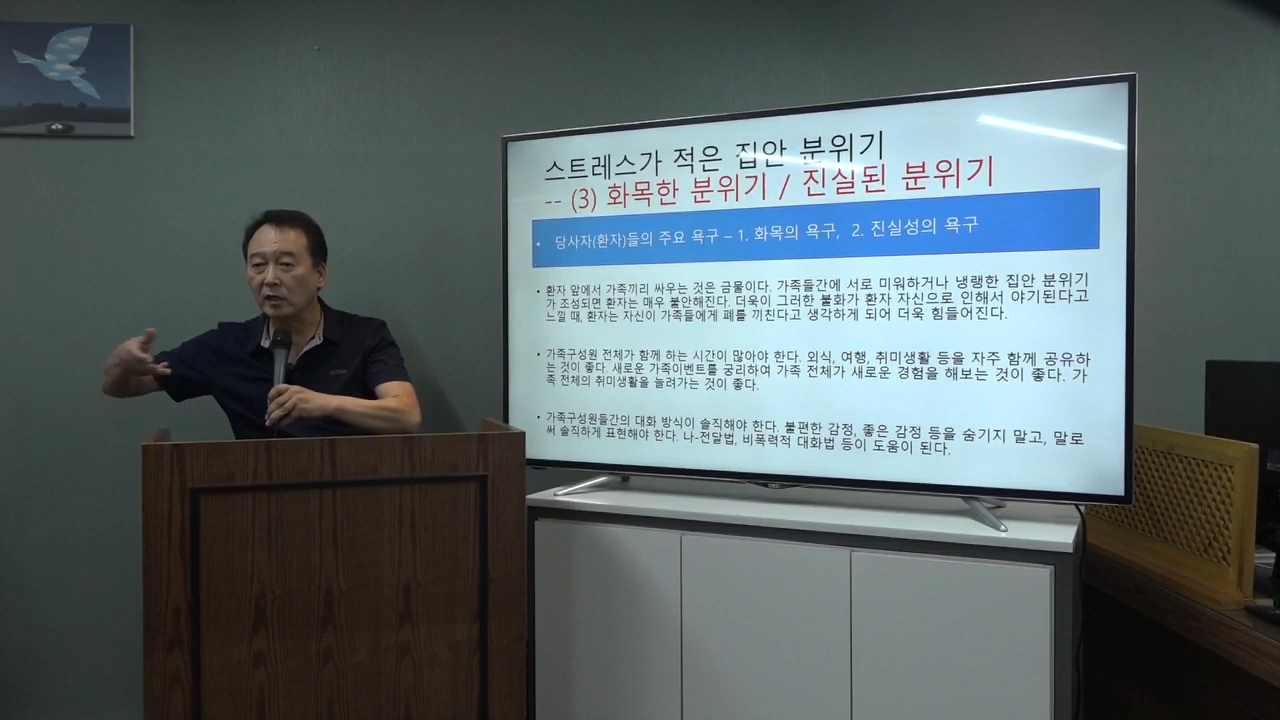 스트레스가 적은 집안 분위기
-- (3) 화목한 분위기 / 진실된 분위기
• 당사자(환자)들의 주요 욕구 – 1. 화목의 욕구, 2. 진실성의 욕구
• 환자 앞에서 가족끼리 싸우는 것은 금물이다. 가족들간에 서로 미워하거나 냉랭한 집안 분위기
가 조성되면 환자는 매우 불안해진다. 더욱이 그러한 불화가 환자 자신으로 인해서 야기된다고
느낄 때, 환자는 자신이 가족들에게 폐를 끼친다고 생각하게 되어 더욱 힘들어진다.
• 가족구성원 전체가 함께 하는 시간이 많아야 한다. 외식, 여행, 취미생활 등을 자주 함께 공유하
는 것이 좋다. 새로운 가족이벤트를 궁리하여 가족 전체가 새로운 경험을 해보는 것이 좋다. 가
족 전체의 취미생활을 늘려가는 것이 좋다.
• 가족구성원들간의 대화 방식이 솔직해야 한다. 불편한 감정, 좋은 감정 등을 숨기지 말고, 말로
써 솔직하게 표현해야 한다. 나-전달법, 비폭력적 대화법 등이 도움이 된다.